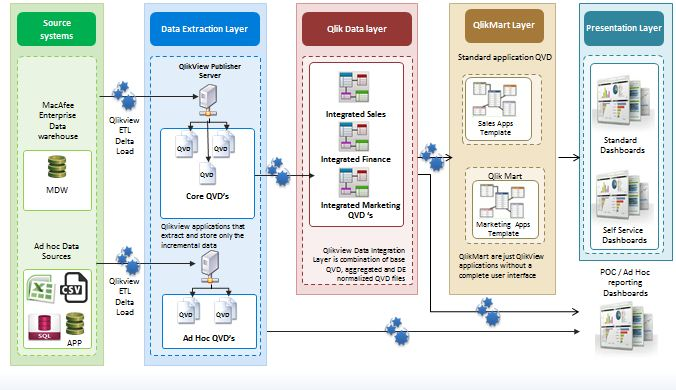 Source
systems
Data Extraction Layer
Qlik Data layer
QlikMart Layer
Presentation Layer
MacAfee
Enterprise
Data
warehouse
MDW
Ad hoc Data
Sources
CSV
SQL
APP
Qlikview
ETL
Delta
Load
Qlikview
ETL
Delta
Load
QlikView Publisher
Server
QVD
QVD
QVD
Core QVD's
Qlikview applications that
extract and store only the
incremental data
QVD
QVD
Ad Hoc QVD's
Integrated Sales
Integrated Finance
Integrated Marketing
QVD 's
Qlikview Data Integration
Layer is combination of base
QVD, aggregated and DE
normalized QVD files
Standard application QVD
Sales Apps
Template
Qlik Mart
Marketing Apps
Template
QlikMart are just QlikView
applications without a
complete user interface
Standard
Dashboards
Self Service
Dashboards
POC / Ad Hoc
reporting
Dashboards